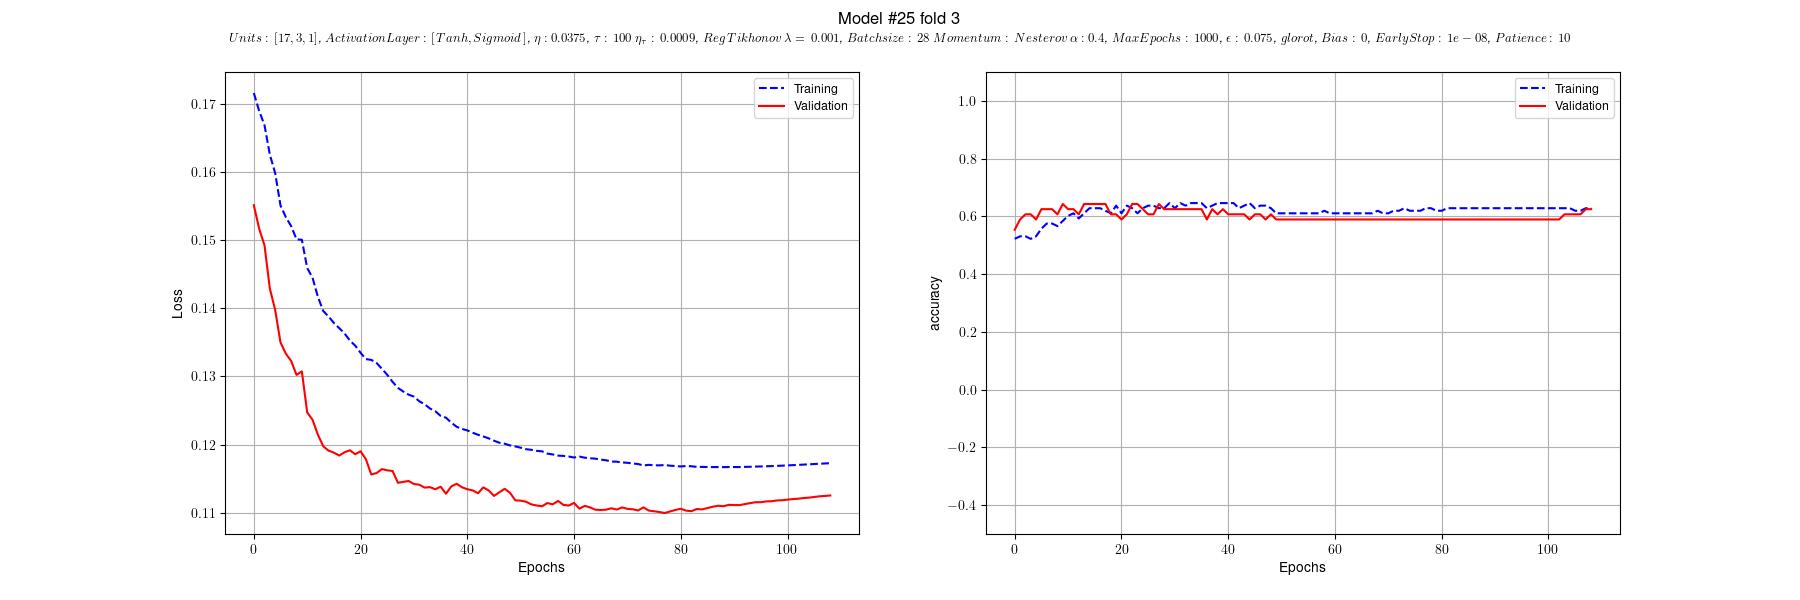 Model #25 fold 3
Units : [17, 3, 1], ActivationLayer : [Tanh, Sigmoid], η : 0.0375, τ : 100 ητ : 0.0009, RegTikhonov λ = 0.001, Batchsize : 28 Momentum : Nesterov α : 0.4, MaxEpochs : 1000, ϵ : 0.075, glorot, Bias : 0, EarlyStop : 1e − 08, Patience : 10
Training
Validation
0.17
0.16
0.15
0.14
0.13
0.12
0.11
Loss
0 20 40 60 80 100
Epochs
Training
Validation
1.0
0.8
0.6
0.4
0.2
0.0
−0.2
−0.4
accuracy
0 20 40 60 80 100
Epochs